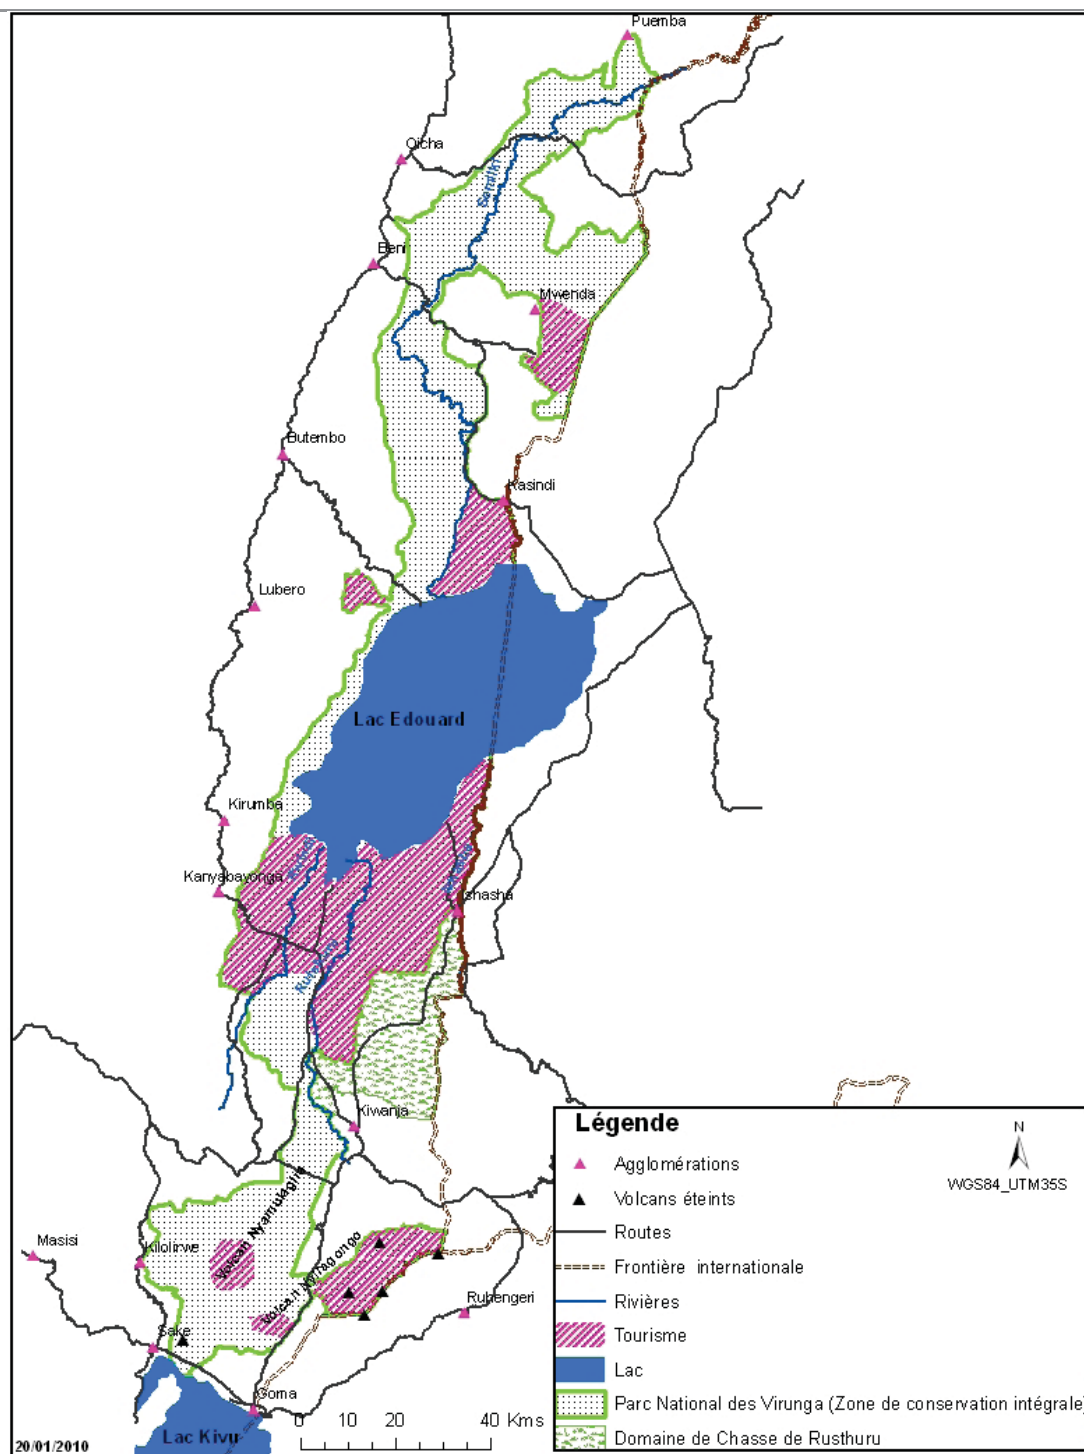 Puemba
Oicha
Semliki
Beni
Mwenda
Butembo
Kasindi
Lubero
Lac Edouard
Kirumba
Kanyabayonga
Ishasha
Kiwanja
Volcan Nyamulagira
Volcan Nyiragongo
Masisi
Kilolirwe
Ruhengeri
Sake
Goma
Lac Kivu
20/01/2010
0 10 20 40 Kms
Légende
N
WGS84_UTM35S
Agglomérations
Volcans éteints
Routes
Frontière internationale
Rivières
Tourisme
Lac
Parc National des Virunga (Zone de conservation intégrale)
Domaine de Chasse de Rusthuru